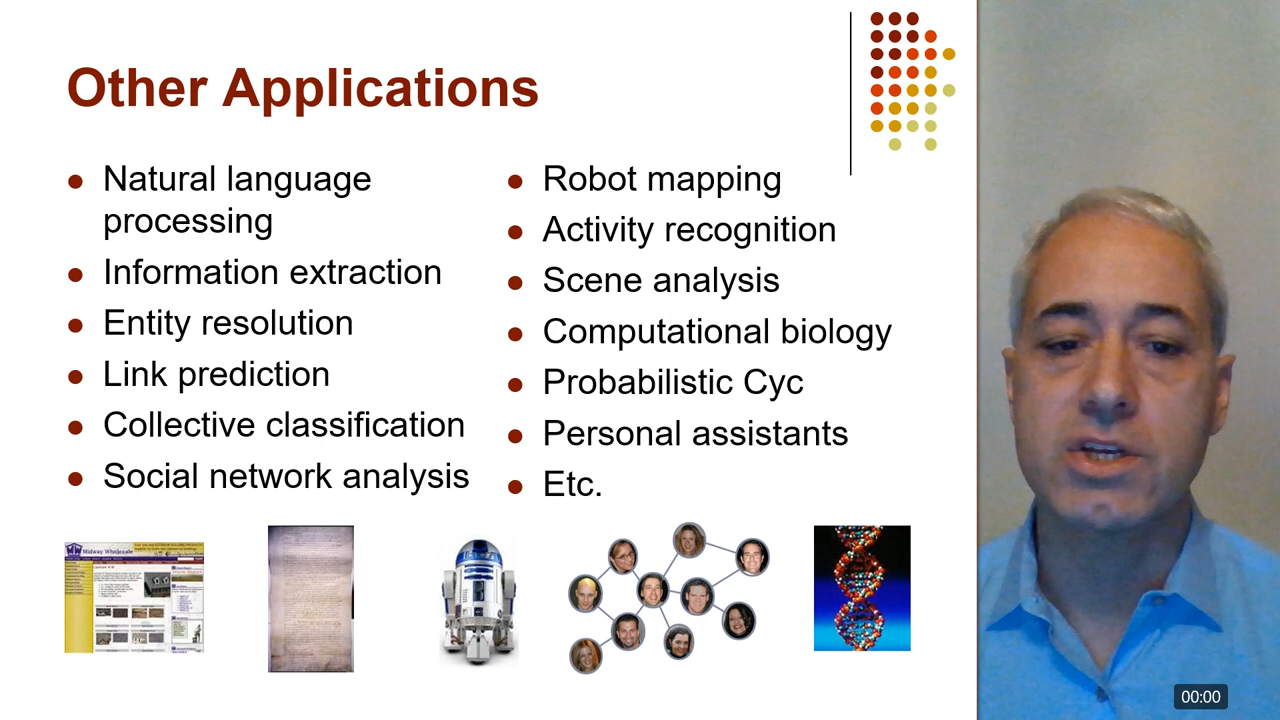 Other Applications
Natural language
processing
Information extraction
Entity resolution
Link prediction
Collective classification
Social network analysis
Robot mapping
Activity recognition
Scene analysis
Computational biology
Probabilistic Cyc
Personal assistants
Etc.
Midway Wholesale
00:00